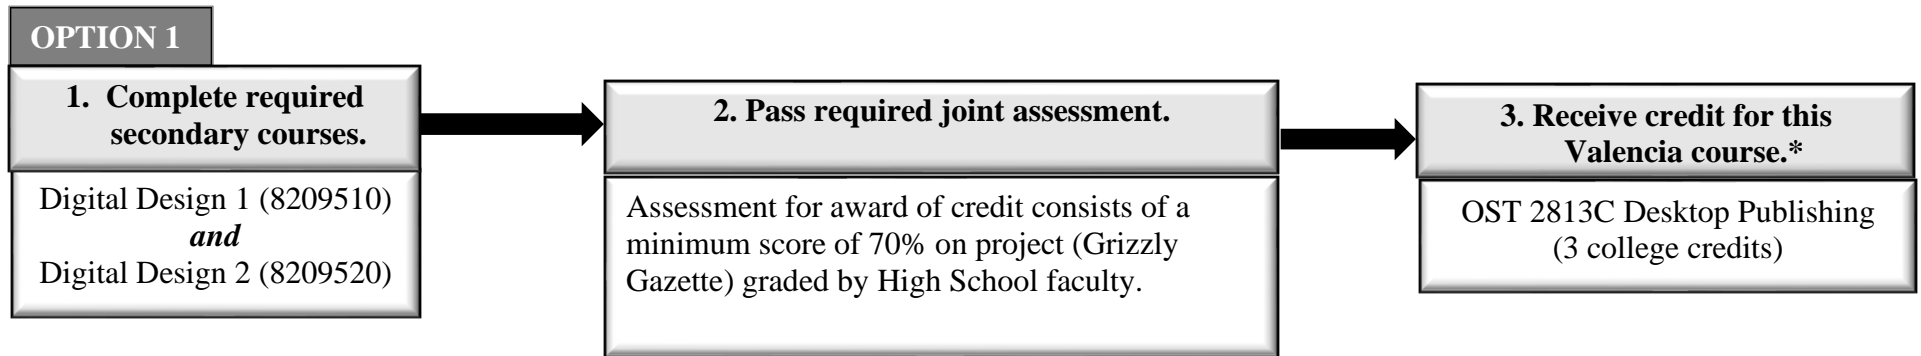 OPTION 1
1. Complete required
secondary courses.
Digital Design 1 (8209510)
and
Digital Design 2 (8209520)
2. Pass required joint assessment.
Assessment for award of credit consists of a
minimum score of 70% on project (Grizzly
Gazette) graded by High School faculty.
3. Receive credit for this
Valencia course.*
OST 2813C Desktop Publishing
(3 college credits)